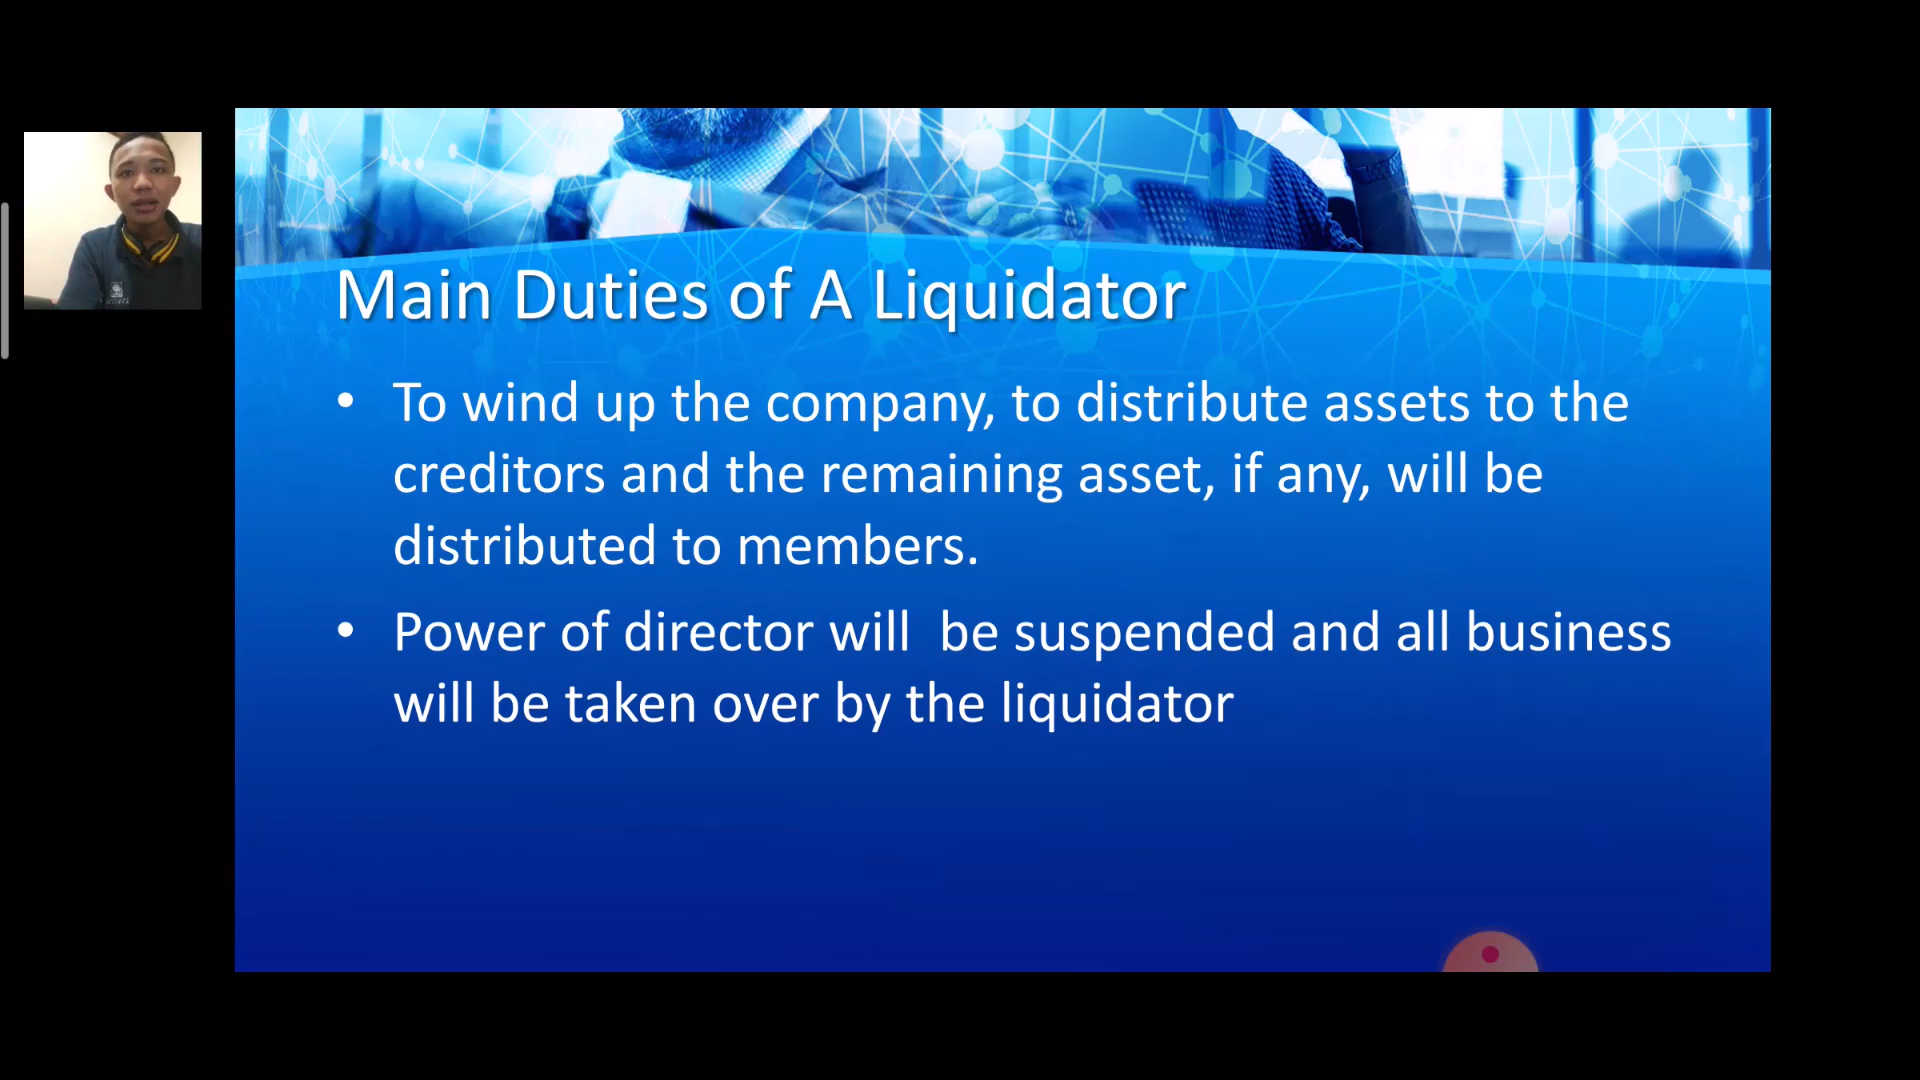 Main Duties of A Liquidator
• To wind up the company, to distribute assets to the
creditors and the remaining asset, if any, will be
distributed to members.
• Power of director will  be suspended and all business
will be taken over by the liquidator